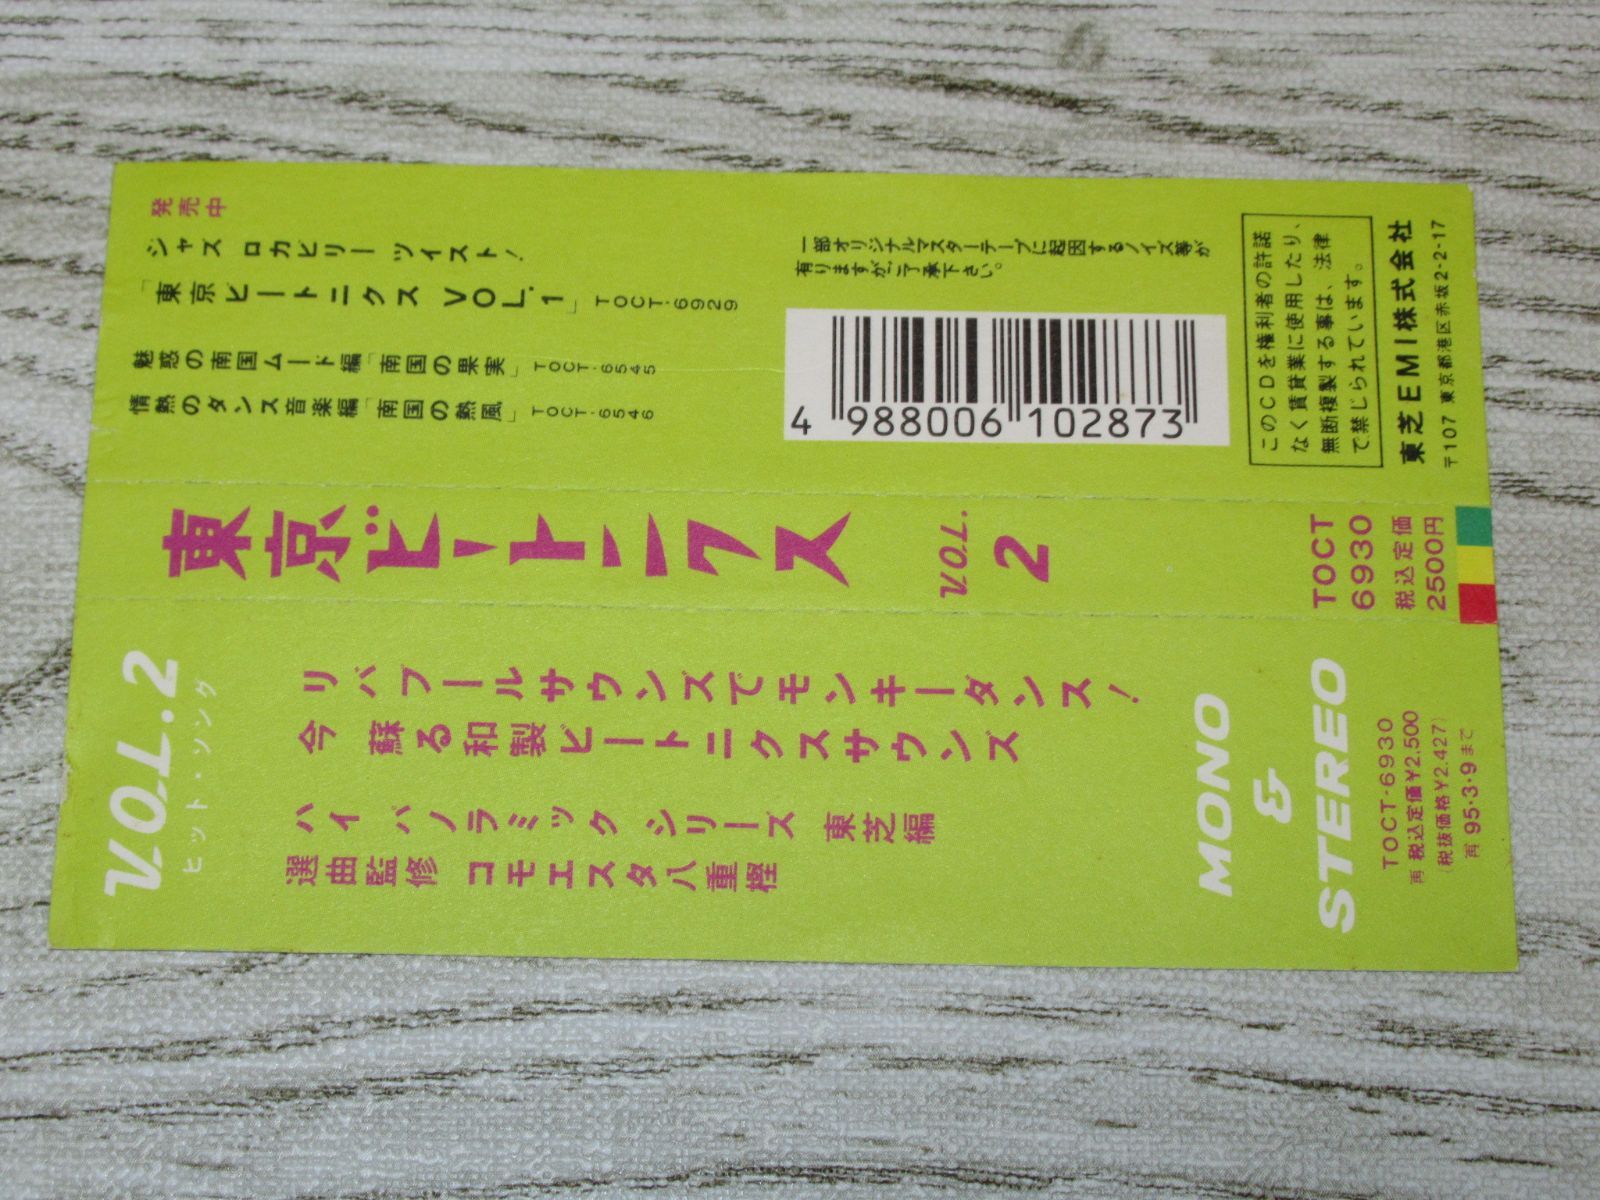 発売中
ジャズ ロカビリー ツイスト!
「東京ビートニクス VOL.1」 TOCT-6929
魅惑の南国ムード編「南国の果実」 TOCT-6545
情熱のダンス音楽編「南国の熱風」 TOCT-6546
一部オリジナルマスターテープに起因するノイズ等が
有りますが、ご了承下さい。
4 988006 102873
このCDを権利者の許諾
なく賃貸業に使用したり、
無断複製する事は、法律
で禁じられています。
東芝EMI株式会社
〒107 東京都港区赤坂2-2-17
東京ビートニクス
VOL.
2
TOCT
6930
税込定価
2500円
VOL.2
ヒット・ソング
リバプールサウンズでモンキーダンス!
今 蘇る和製ビートニクスサウンズ
ハイ パノラミック シリーズ 東芝編
選曲監修 コモエスタ八重樫
MONO
&
STEREO
TOCT-6930
再 税込定価¥2.500
(税抜価格¥2.427)
再 95・3・9まで